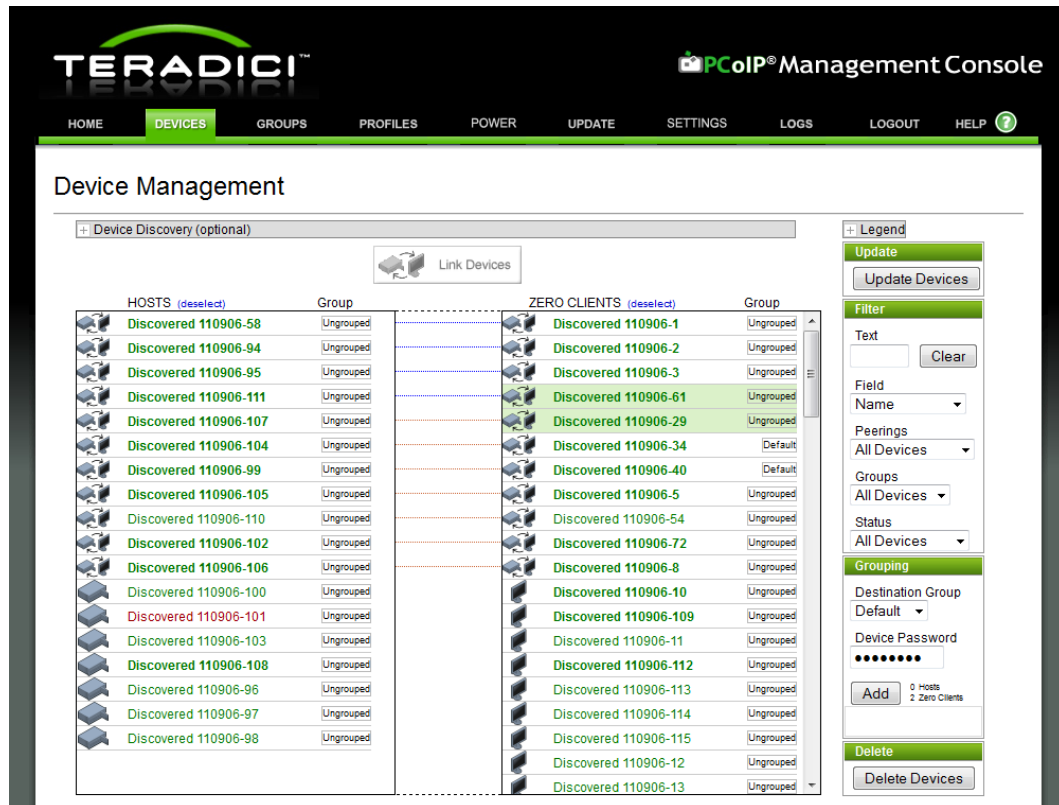 TERADICI™
PCoIP® Management Console
HOME DEVICES GROUPS PROFILES POWER UPDATE SETTINGS LOGS LOGOUT HELP ?
Device Management
+ Device Discovery (optional)
+ Legend
Link Devices
HOSTS (deselect) Group ZERO CLIENTS (deselect) Group
Discovered 110906-58 Ungrouped Discovered 110906-1 Ungrouped
Discovered 110906-94 Ungrouped Discovered 110906-2 Ungrouped
Discovered 110906-95 Ungrouped Discovered 110906-3 Ungrouped
Discovered 110906-111 Ungrouped Discovered 110906-61 Ungrouped
Discovered 110906-107 Ungrouped Discovered 110906-29 Ungrouped
Discovered 110906-104 Ungrouped Discovered 110906-34 Default
Discovered 110906-99 Ungrouped Discovered 110906-40 Default
Discovered 110906-105 Ungrouped Discovered 110906-5 Ungrouped
Discovered 110906-110 Ungrouped Discovered 110906-54 Ungrouped
Discovered 110906-102 Ungrouped Discovered 110906-72 Ungrouped
Discovered 110906-106 Ungrouped Discovered 110906-8 Ungrouped
Discovered 110906-100 Ungrouped Discovered 110906-10 Ungrouped
Discovered 110906-101 Ungrouped Discovered 110906-109 Ungrouped
Discovered 110906-103 Ungrouped Discovered 110906-11 Ungrouped
Discovered 110906-108 Ungrouped Discovered 110906-112 Ungrouped
Discovered 110906-96 Ungrouped Discovered 110906-113 Ungrouped
Discovered 110906-97 Ungrouped Discovered 110906-114 Ungrouped
Discovered 110906-98 Ungrouped Discovered 110906-115 Ungrouped
Discovered 110906-12 Ungrouped
Discovered 110906-13 Ungrouped
Update
Update Devices
Filter
Text
Clear
Field
Name
Peerings
All Devices
Groups
All Devices
Status
All Devices
Grouping
Destination Group
Default
Device Password
●●●●●●●●
Add 0 Hosts
2 Zero Clients
Delete
Delete Devices